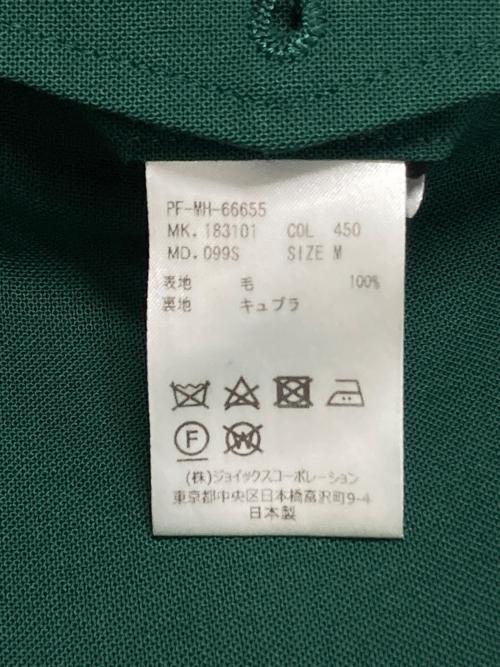 PF-MH-66655
MK. 183101 COL 450
MD. 099S SIZE M
表地 毛 100%
裏地 キュプラ
F W
(株)ジョイックスコーポレーション
東京都中央区日本橋富沢町9-4
日本製